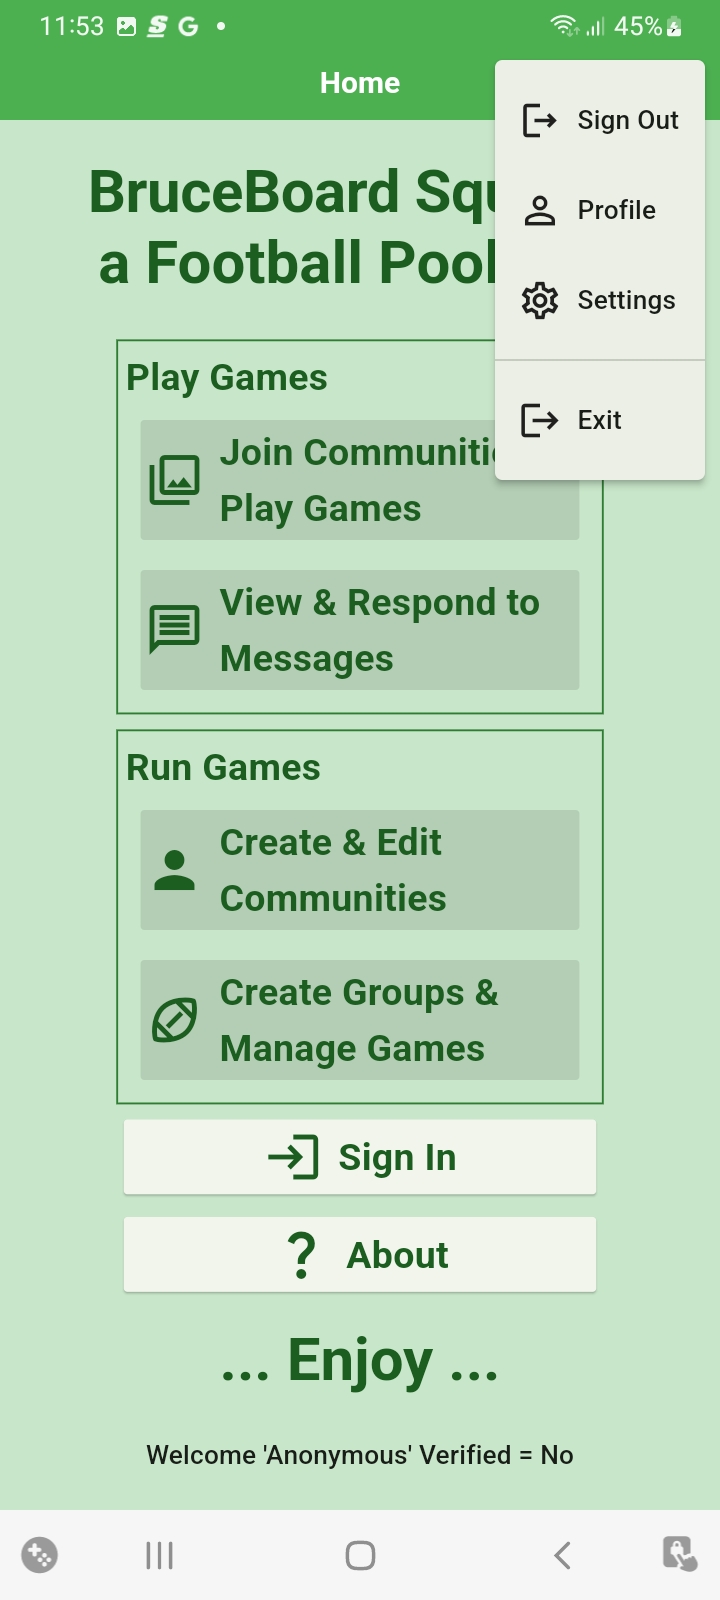 11:53
45%
Home
Sign Out
Profile
Settings
Exit
BruceBoard
a Football Pool
Play Games
Join
Play Games
View & Respond to
Messages
Run Games
Create & Edit
Communities
Create Groups &
Manage Games
Sign In
? About
... Enjoy ...
Welcome 'Anonymous' Verified = No